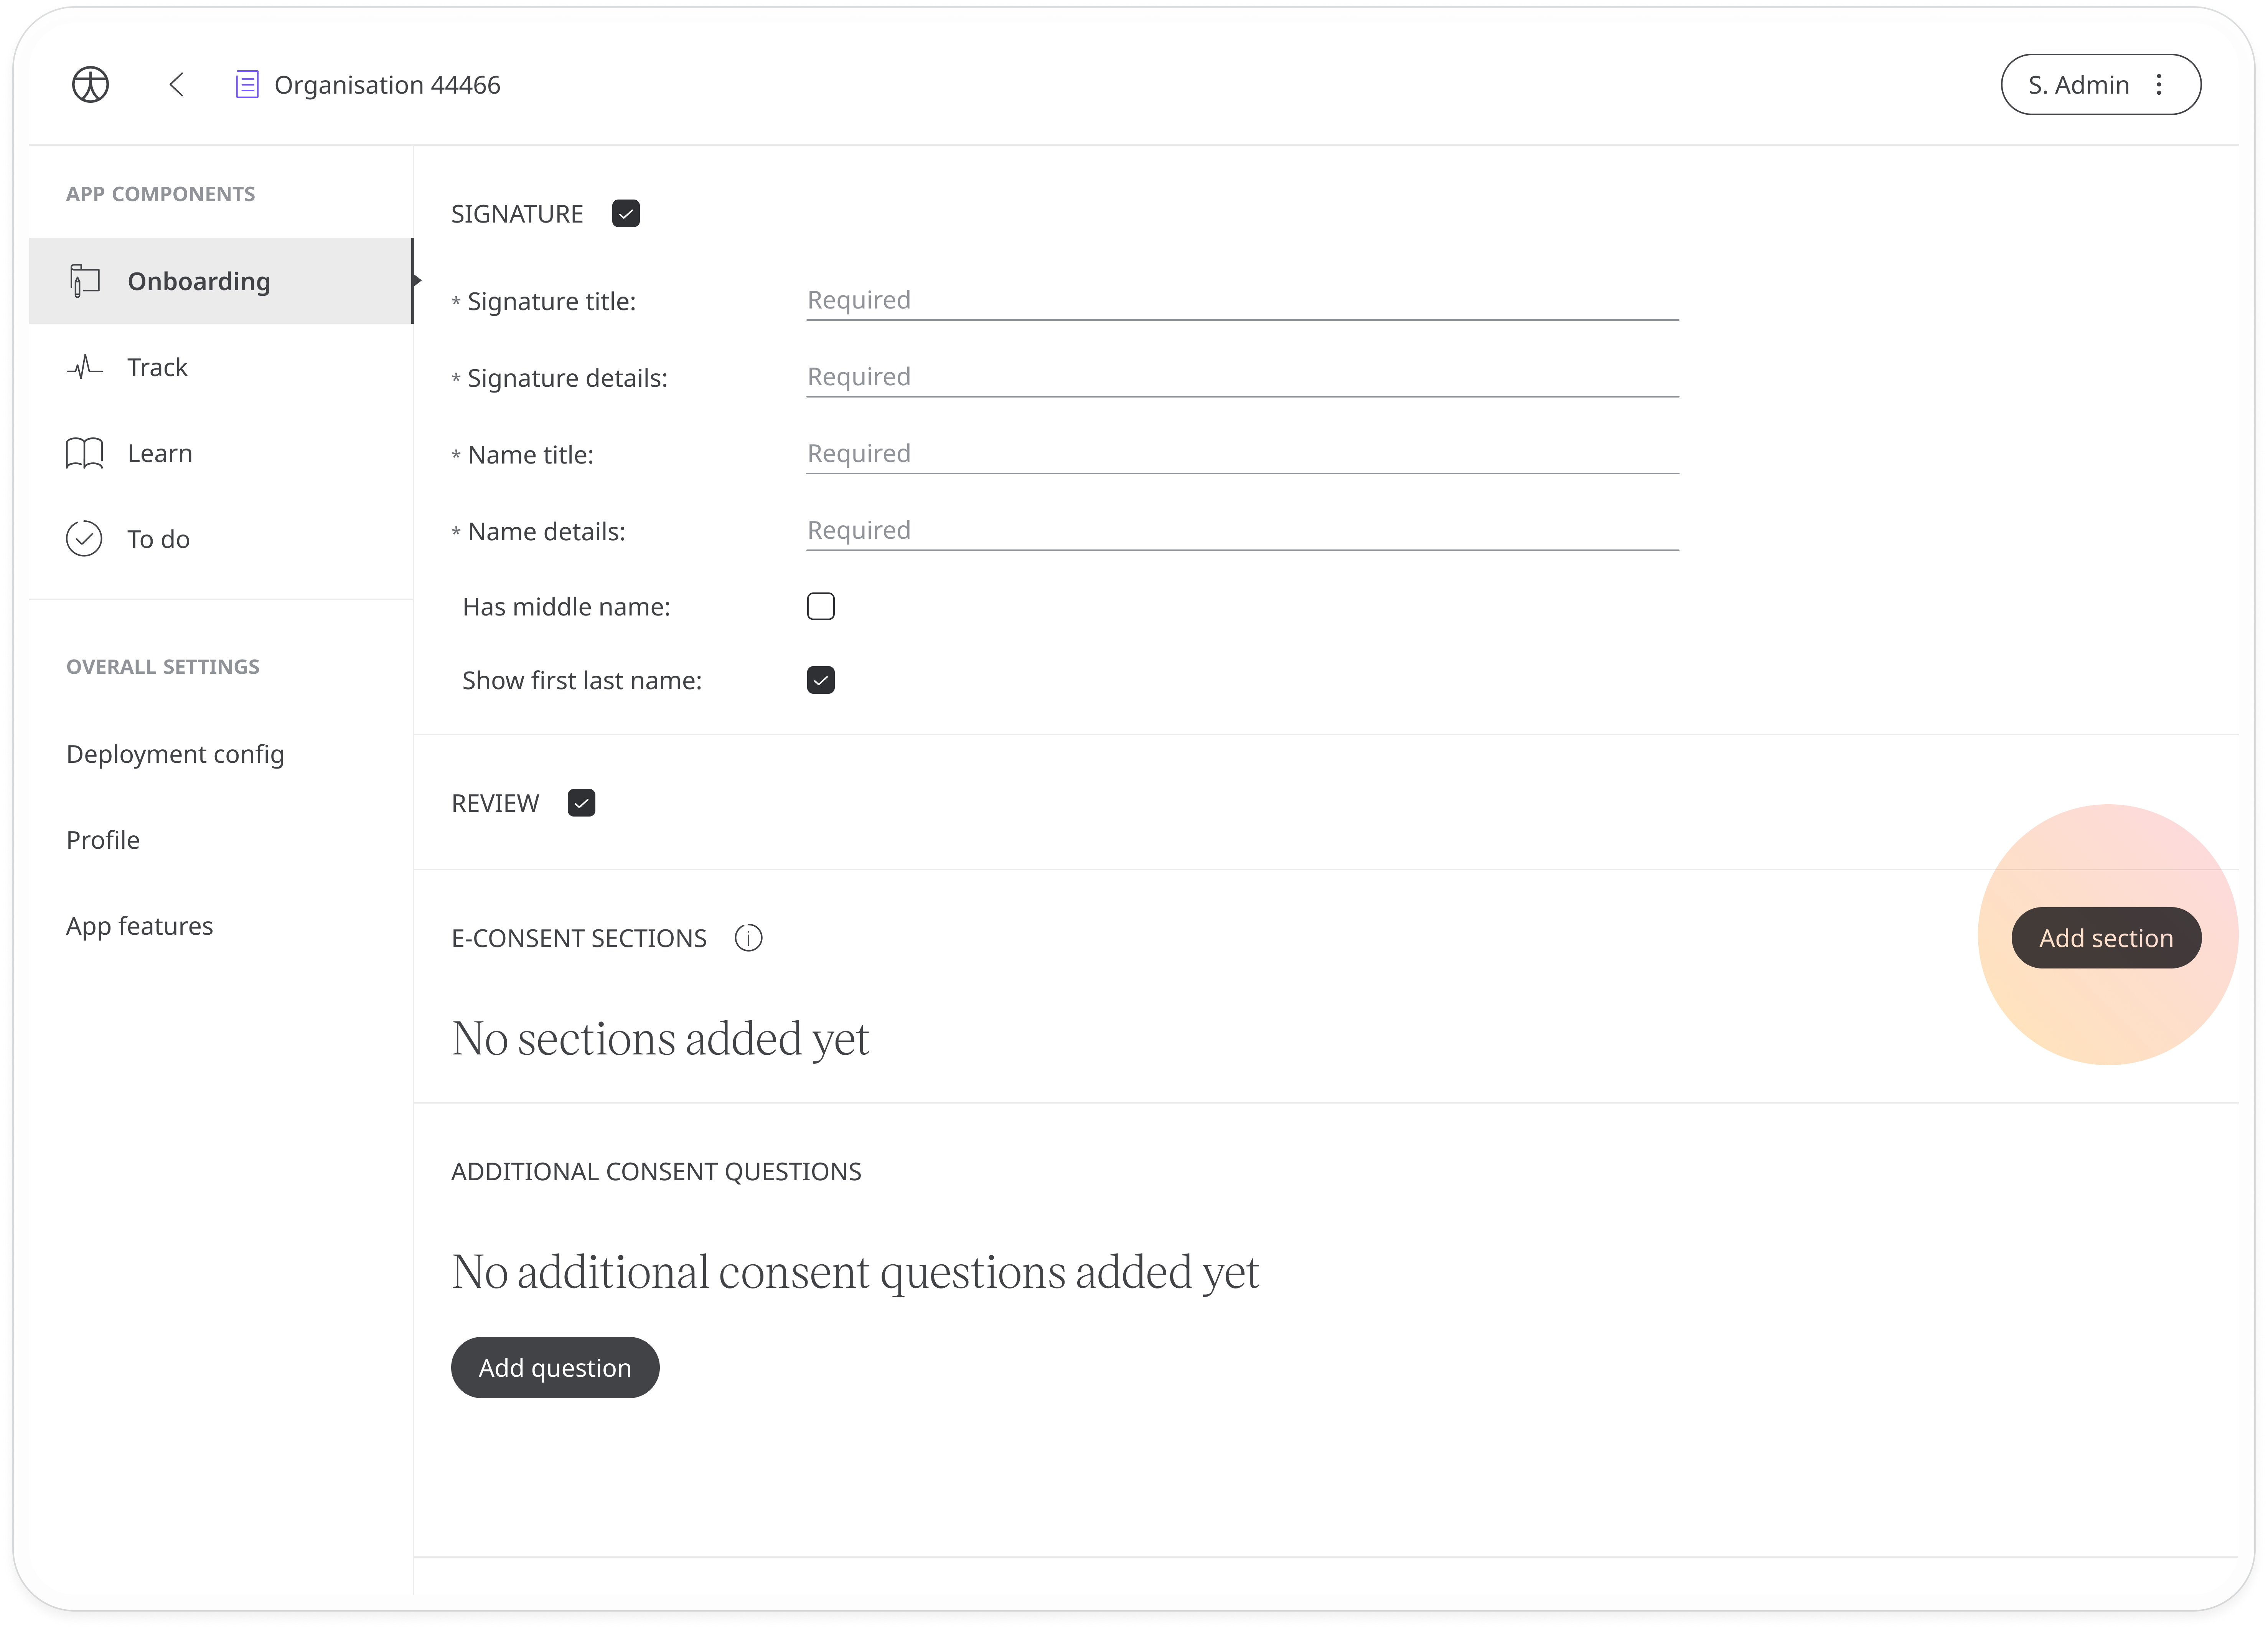 Organisation 44466
S. Admin
APP COMPONENTS
Onboarding
Track
Learn
To do
OVERALL SETTINGS
Deployment config
Profile
App features
SIGNATURE
* Signature title: Required
* Signature details: Required
* Name title: Required
* Name details: Required
Has middle name:
Show first last name:
REVIEW
E-CONSENT SECTIONS
Add section
No sections added yet
ADDITIONAL CONSENT QUESTIONS
No additional consent questions added yet
Add question